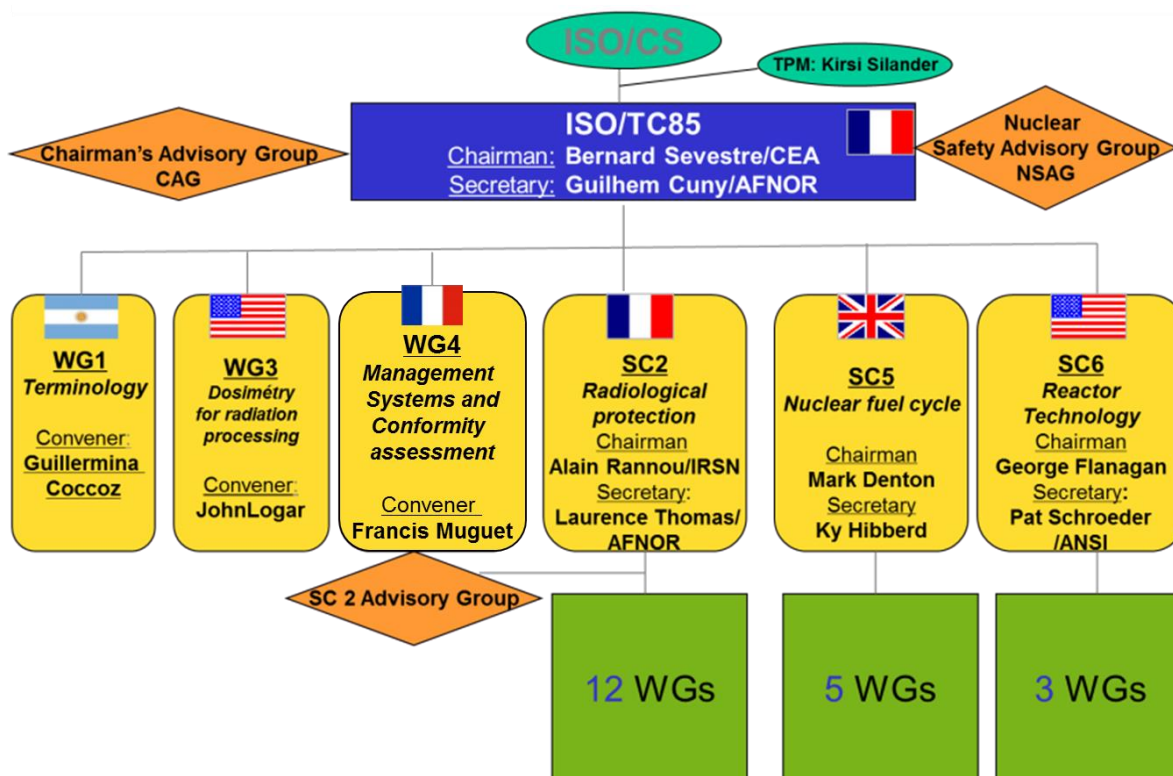 ISO/CS
TPM: Kirsi Silander
ISO/TC85
Chairman: Bernard Sevestre/CEA
Secretary: Guilhem Cuny/AFNOR
Chairman's Advisory Group
CAG
Nuclear
Safety Advisory Group
NSAG
WG1
Terminology
Convener:
Guillermina
Coccoz
WG3
Dosimétry
for radiation
processing
Convener:
JohnLogar
WG4
Management
Systems and
Conformity
assessment
Convener
Francis Muguet
SC2
Radiological
protection
Chairman
Alain Rannou/IRSN
Secretary:
Laurence Thomas/
AFNOR
SC5
Nuclear fuel cycle
Chairman
Mark Denton
Secretary
Ky Hibberd
SC6
Reactor
Technology
Chairman
George Flanagan
Secretary:
Pat Schroeder
/ANSI
SC 2 Advisory Group
12 WGs
5 WGs
3 WGs